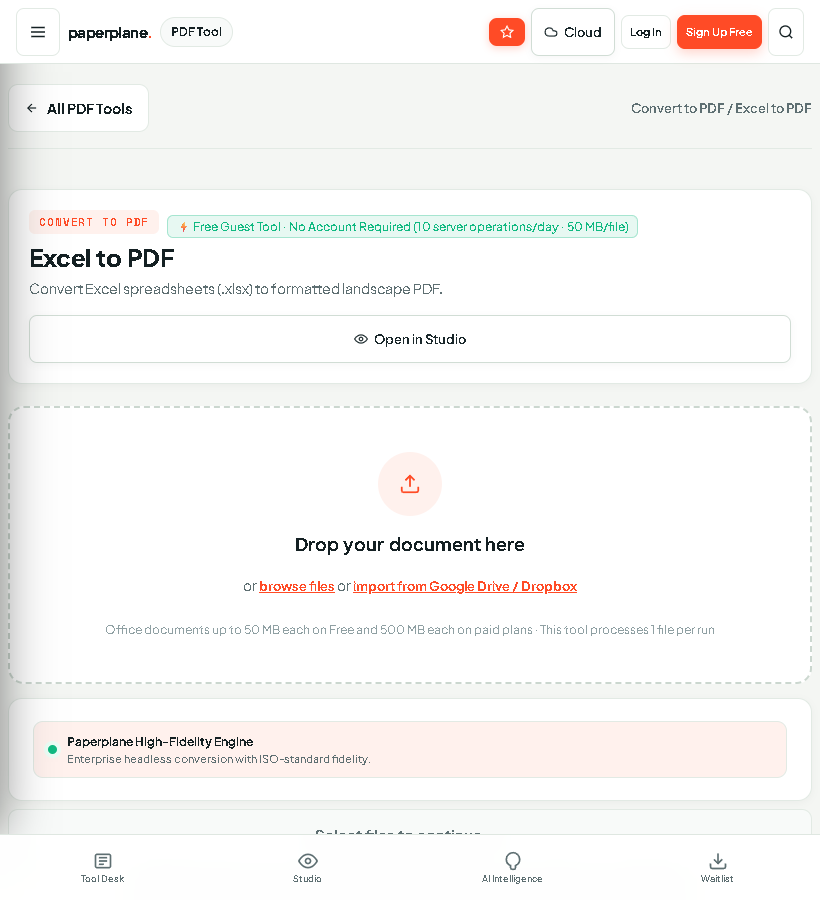 paperplane.
PDF Tool
Cloud
Log In
Sign Up Free
All PDF Tools
Convert to PDF / Excel to PDF
CONVERT TO PDF
Free Guest Tool · No Account Required (10 server operations/day · 50 MB/file)
Excel to PDF
Convert Excel spreadsheets (.xlsx) to formatted landscape PDF.
Open in Studio
Drop your document here
or browse files or import from Google Drive / Dropbox
Office documents up to 50 MB each on Free and 500 MB each on paid plans · This tool processes 1 file per run
Paperplane High-Fidelity Engine
Enterprise headless conversion with ISO-standard fidelity.
Select files to continue
Tool Desk
Studio
AI Intelligence
Waitlist